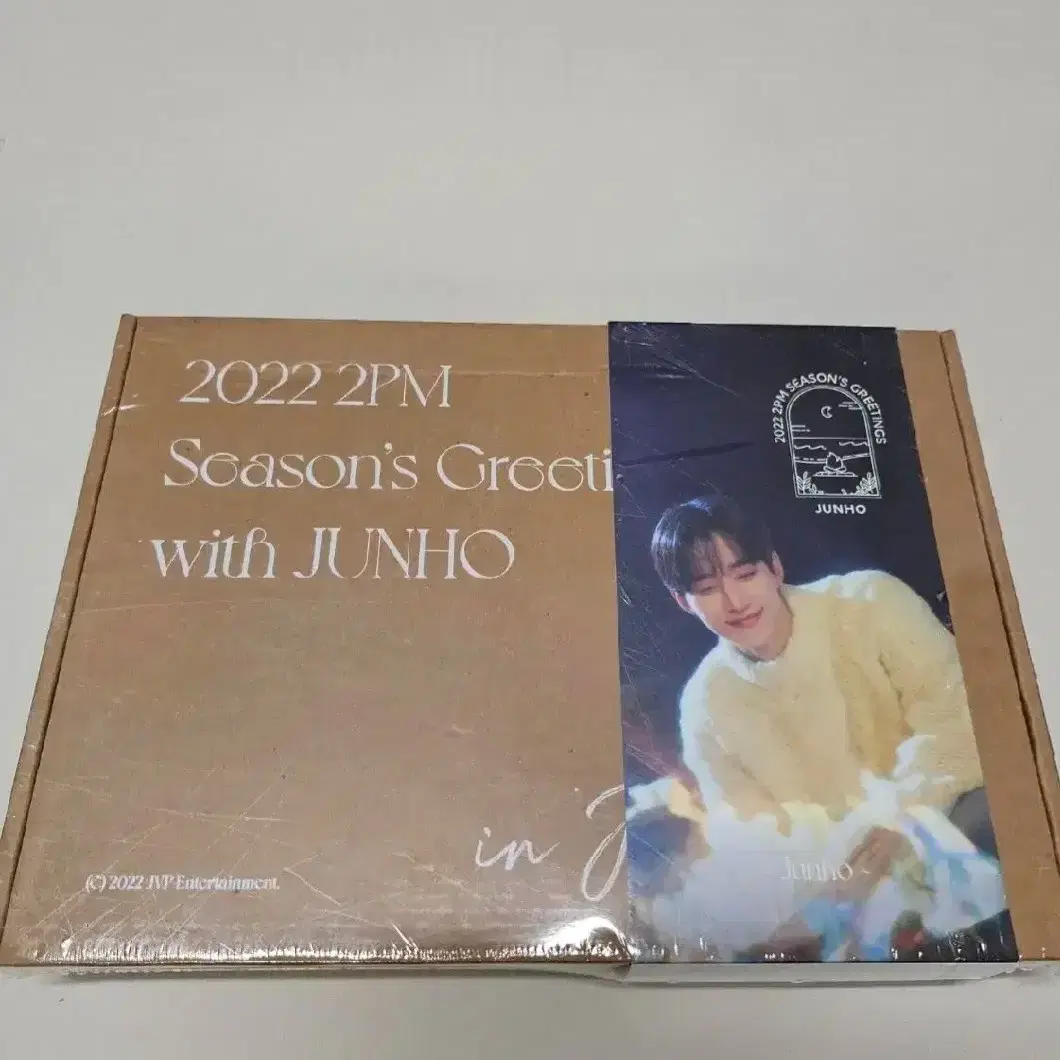 2022 2PM
Season's Greeti
with JUNHO
in J
(C) 2022 JYP Entertainment.
2022 2PM SEASON'S GREETINGS
JUNHO
Junho